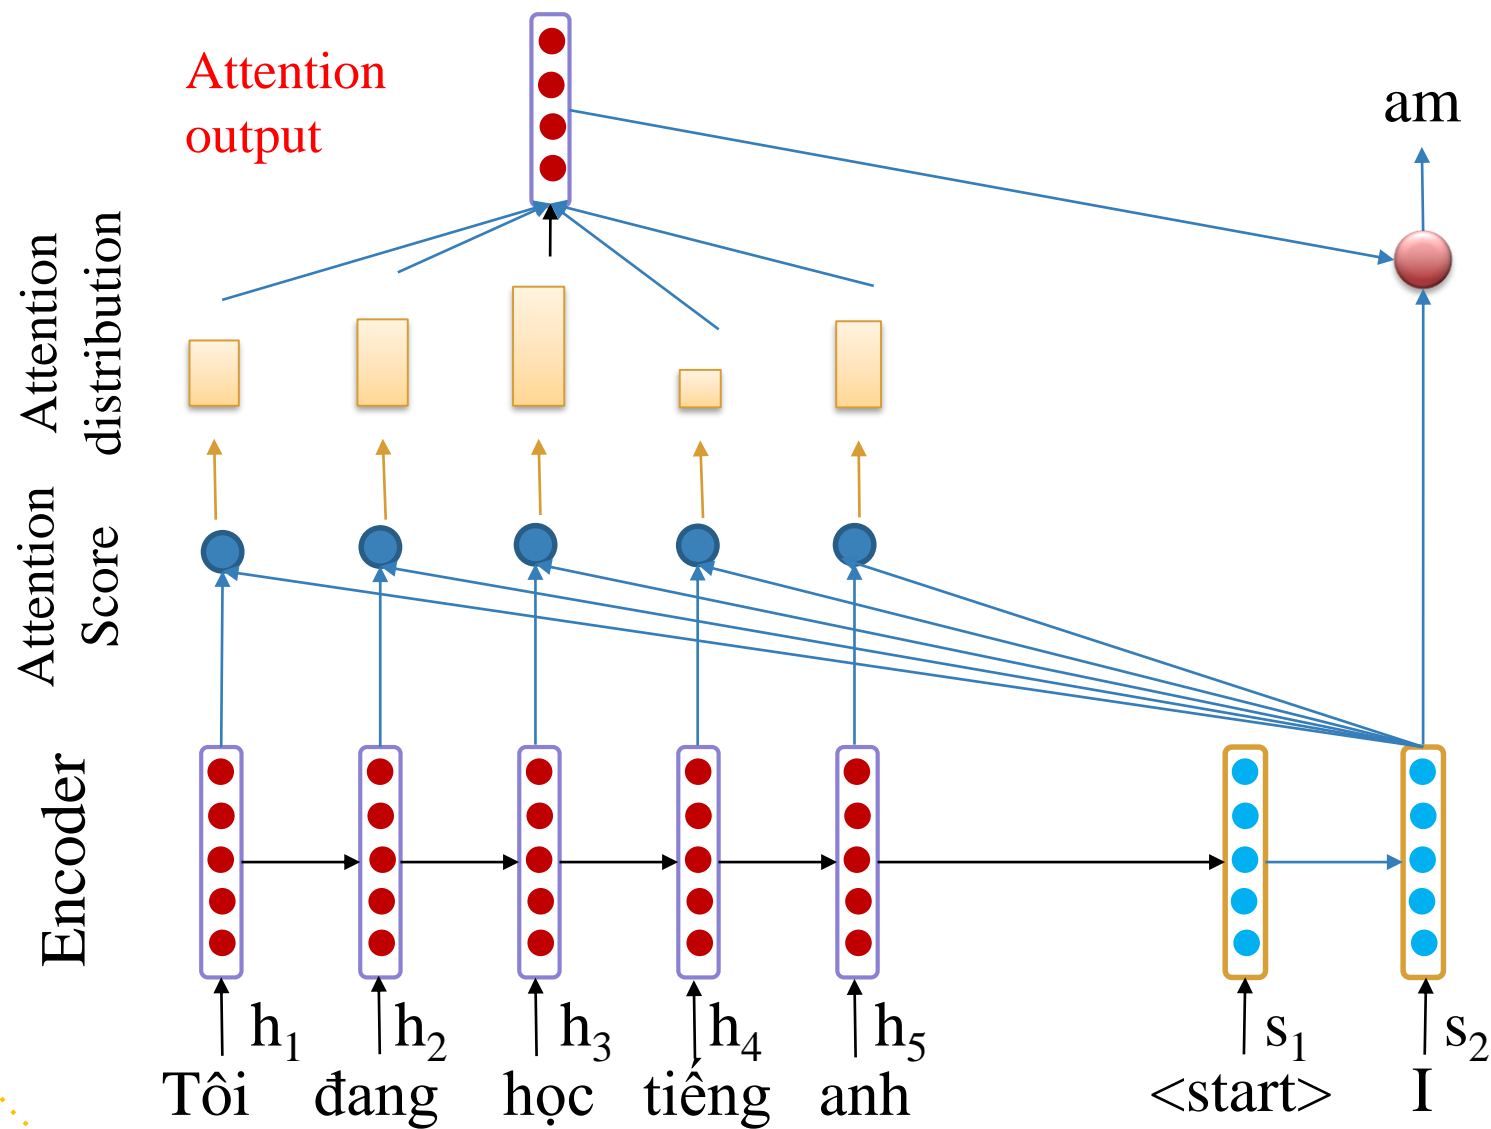 Attention
output
am
Attention
distribution
Attention
Score
Encoder
h1 h2 h3 h4 h5 s1 s2
Tôi đang học tiếng anh <start> I